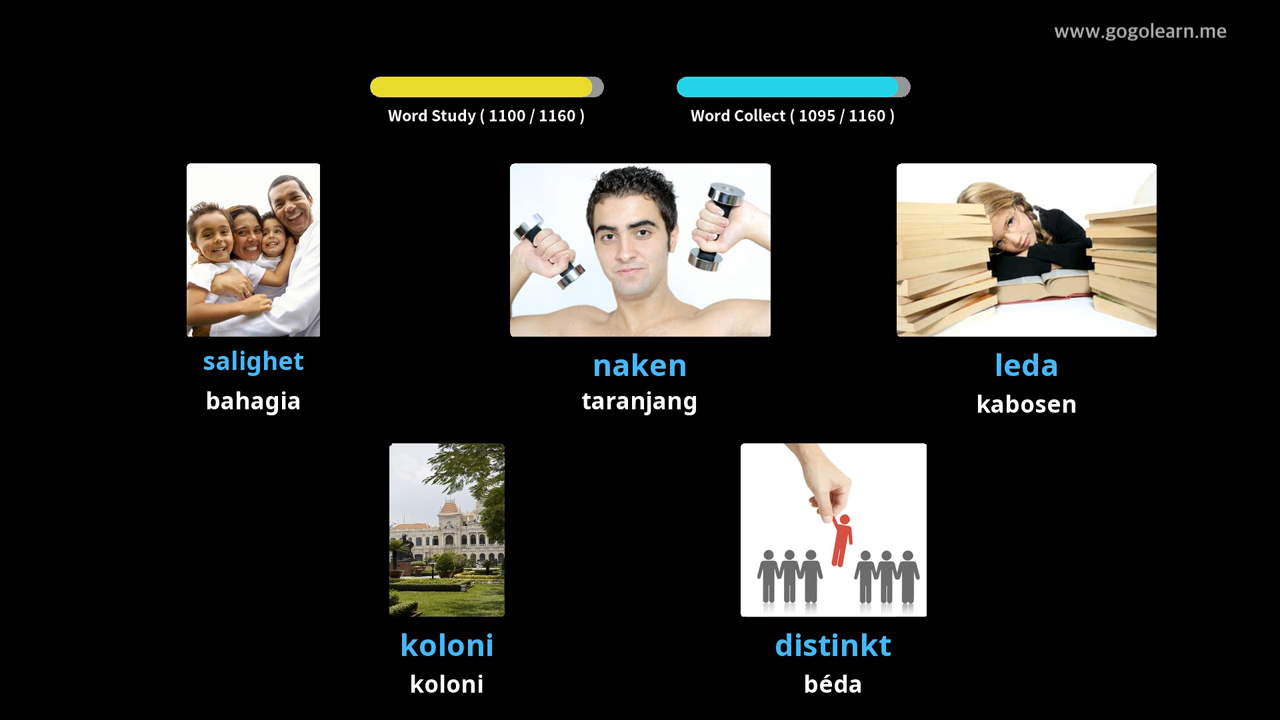 www.gogolearn.me
Word Study ( 1100 / 1160 )
Word Collect ( 1095 / 1160 )
salighet
bahagia
naken
taranjang
leda
kabosen
koloni
koloni
distinkt
béda